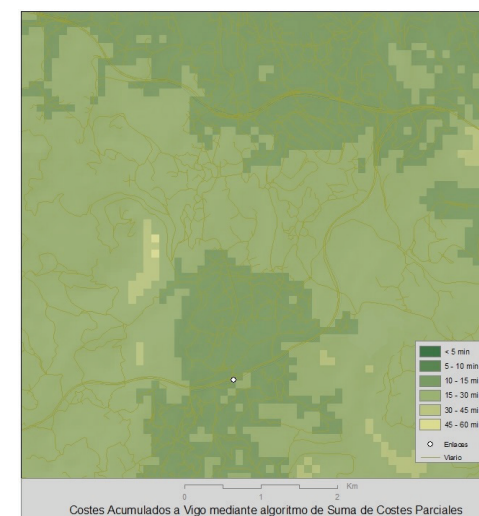 < 5 min
5 - 10 min
10 - 15 mi
15 - 30 mi
30 - 45 mi
45 - 60 mi
Enlaces
Viario
Km
0 1 2
Costes Acumulados a Vigo mediante algoritmo de Suma de Costes Parciales